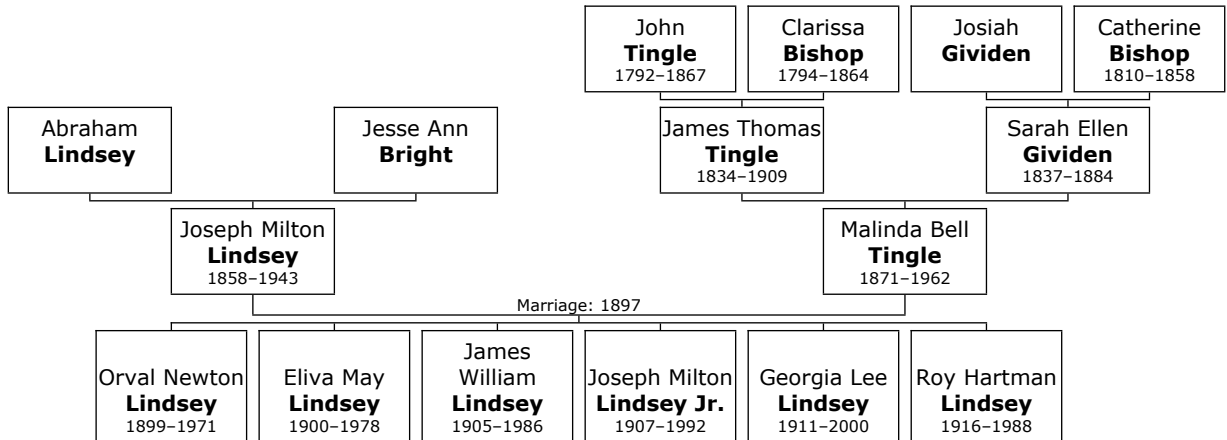 John
Tingle
1792–1867
Clarissa
Bishop
1794–1864
Josiah
Gividen
Catherine
Bishop
1810–1858
Abraham
Lindsey
Jesse Ann
Bright
James Thomas
Tingle
1834–1909
Sarah Ellen
Gividen
1837–1884
Joseph Milton
Lindsey
1858–1943
Malinda Bell
Tingle
1871–1962
Marriage: 1897
Orval Newton
Lindsey
1899–1971
Eliva May
Lindsey
1900–1978
James
William
Lindsey
1905–1986
Joseph Milton
Lindsey Jr.
1907–1992
Georgia Lee
Lindsey
1911–2000
Roy Hartman
Lindsey
1916–1988